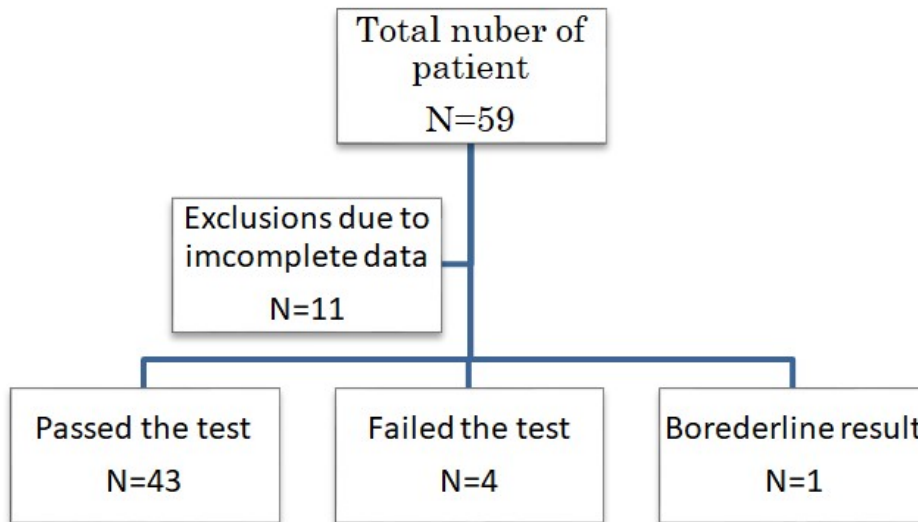 Total nuber of
patient
N=59
Exclusions due to
imcomplete data
N=11
Passed the test
N=43
Failed the test
N=4
Borederline result
N=1